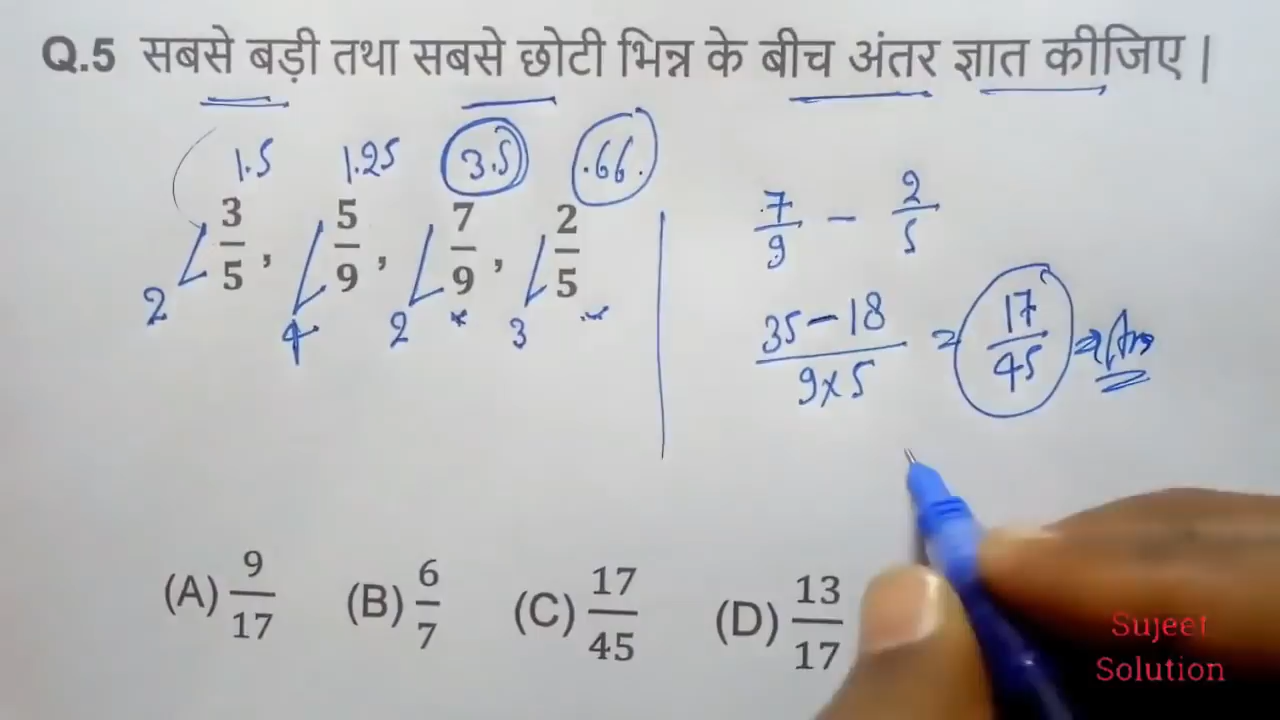 Q.5 सबसे बड़ी तथा सबसे छोटी भिन्न के बीच अंतर ज्ञात कीजिए |
1.5 1.25 3.5 .66.
3/5, 5/9, 7/9, 2/5
2 4 2 3
7/9 - 2/5
35-18/9×5 = 17/45 ⇒ Ans
(A) 9/17 (B) 6/7 (C) 17/45 (D) 13/17
Sujeet
Solution